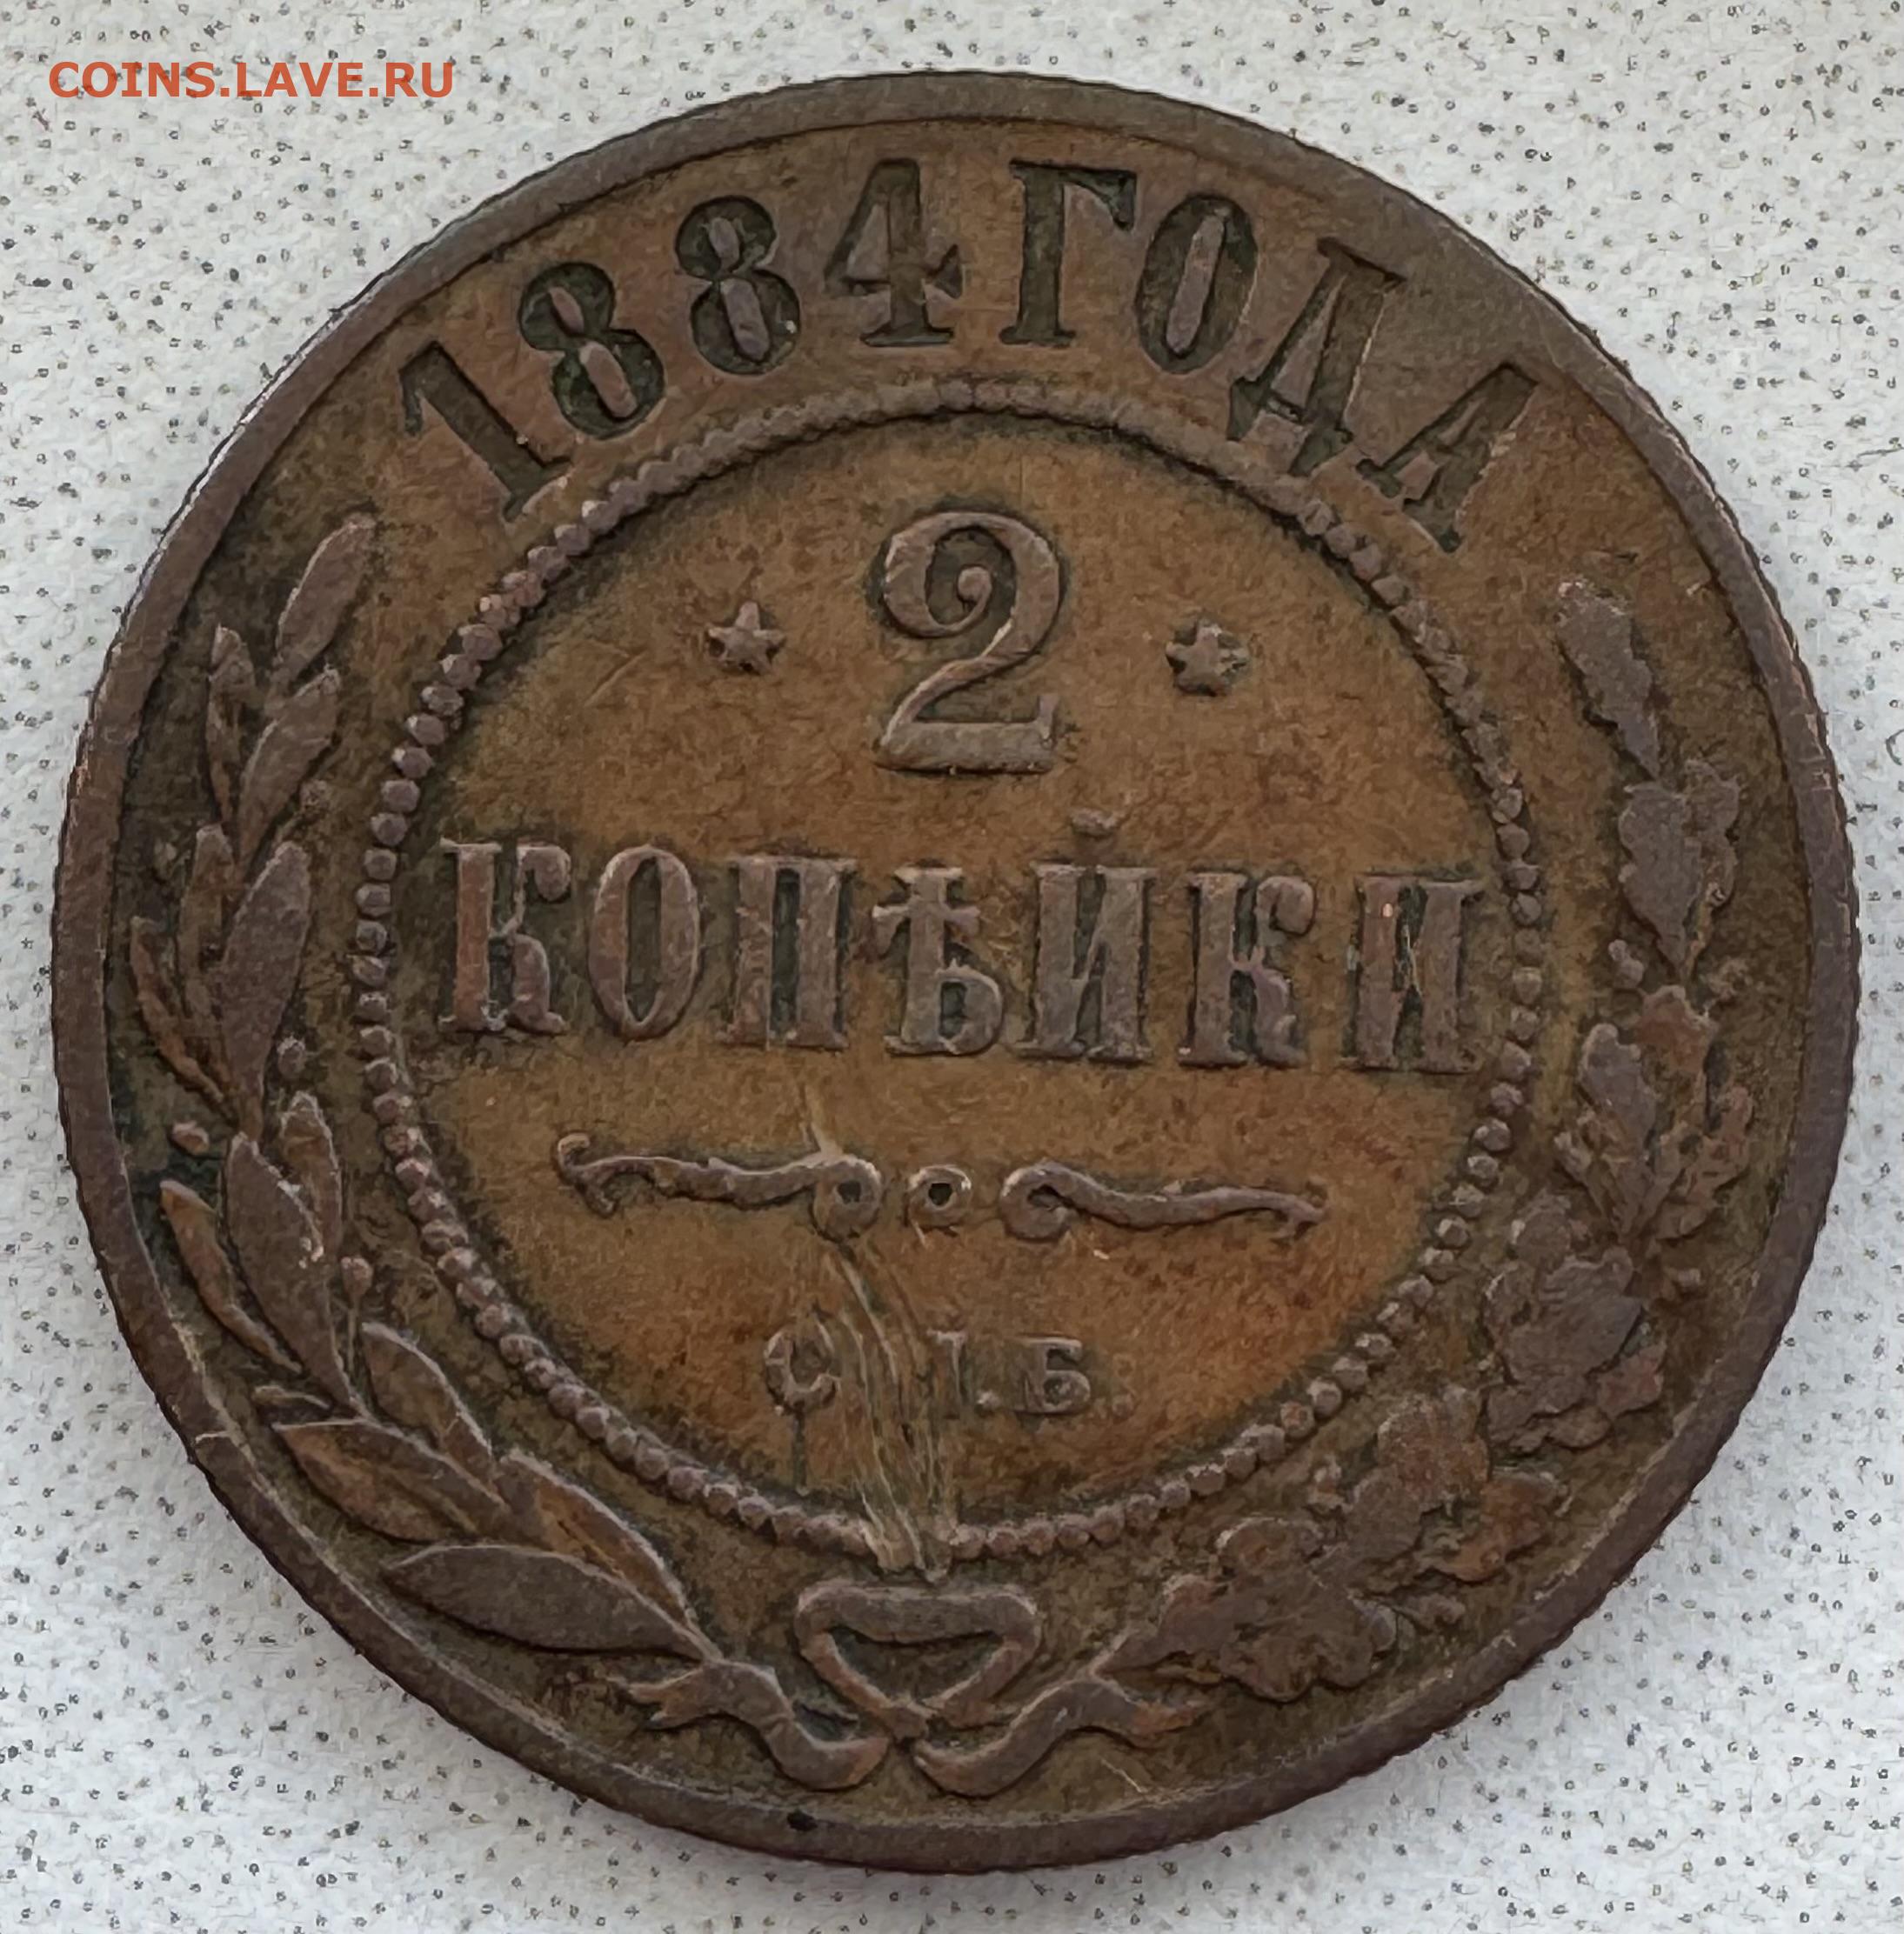 COINS.LAVE.RU
1884 ГОДА
2
КОПѢЙКИ
С.П.Б.